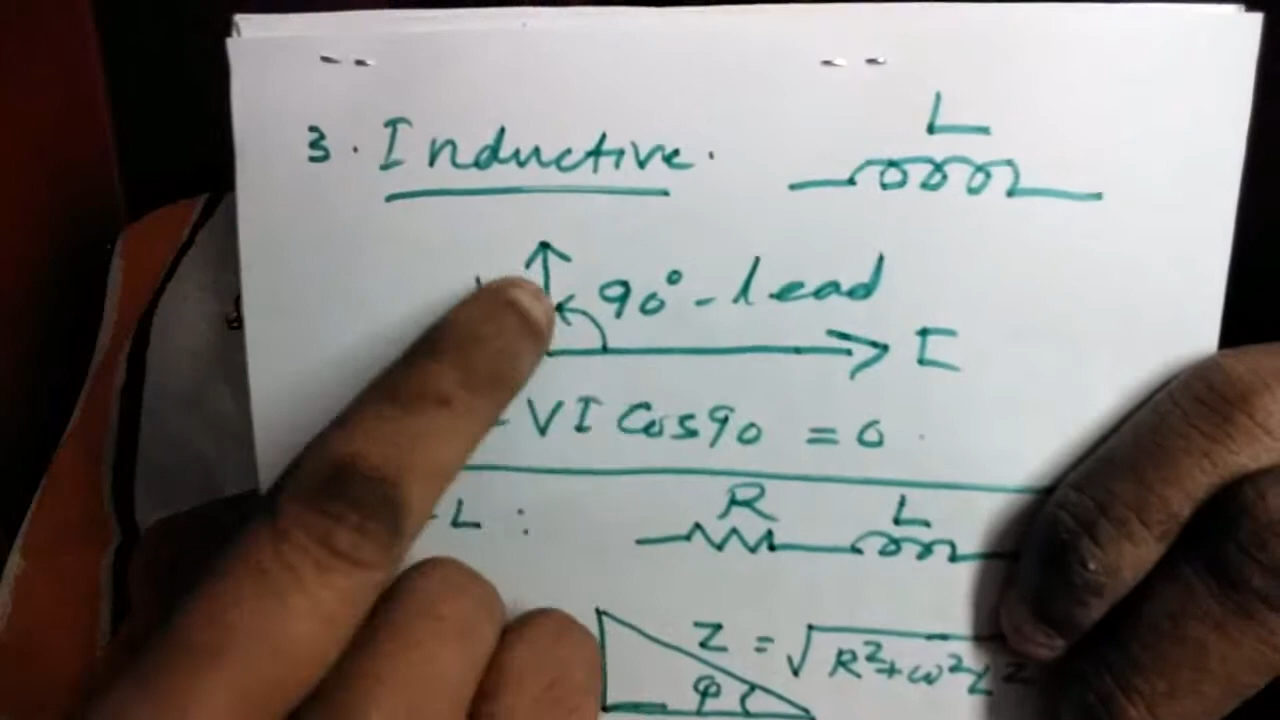 3. Inductive.
L
90° - lead
I
VI Cos90 = 0
-L :
R L
Z = √R²+ω²L²
φ